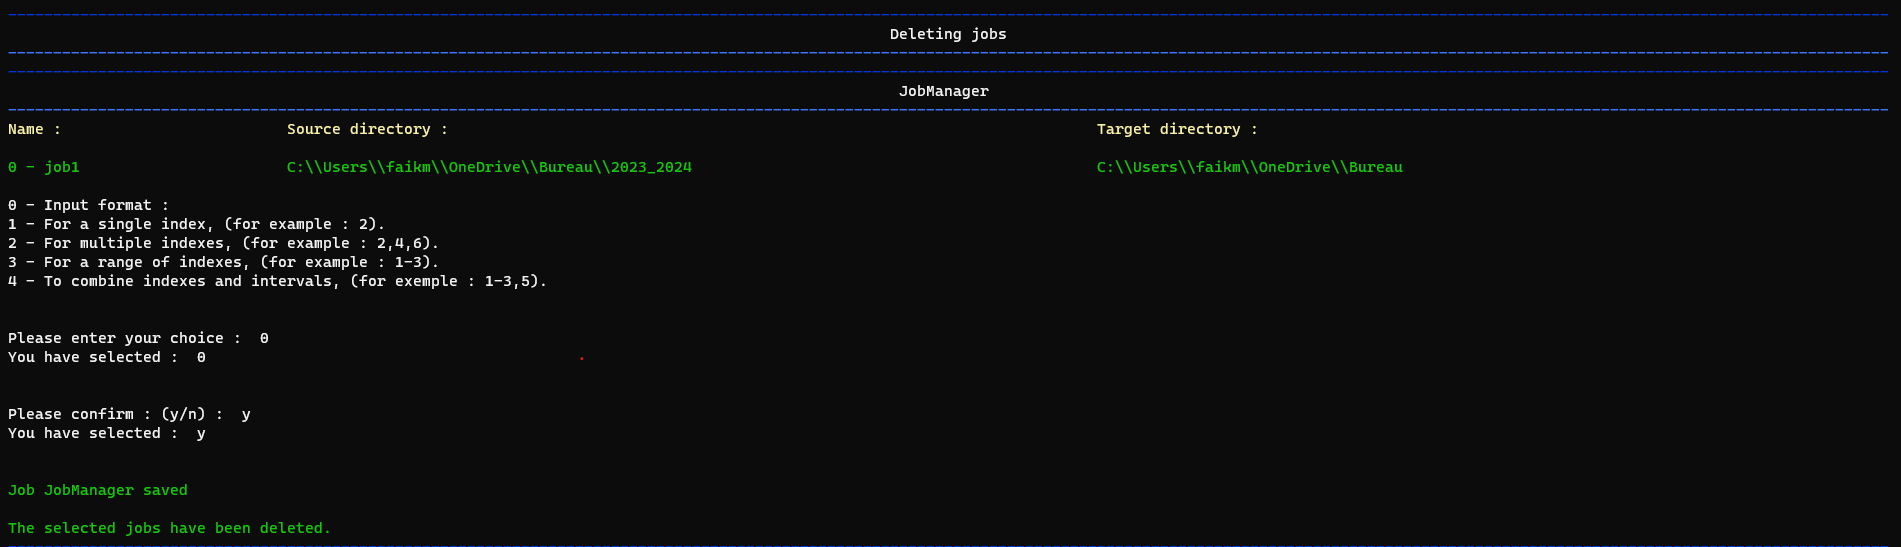 Deleting jobs
JobManager
Name : Source directory : Target directory :
0 - job1 C:\\Users\\faikm\\OneDrive\\Bureau\\2023_2024 C:\\Users\\faikm\\OneDrive\\Bureau
0 - Input format :
1 - For a single index, (for example : 2).
2 - For multiple indexes, (for example : 2,4,6).
3 - For a range of indexes, (for example : 1-3).
4 - To combine indexes and intervals, (for exemple : 1-3,5).
Please enter your choice : 0
You have selected : 0
Please confirm : (y/n) : y
You have selected : y
Job JobManager saved
The selected jobs have been deleted.